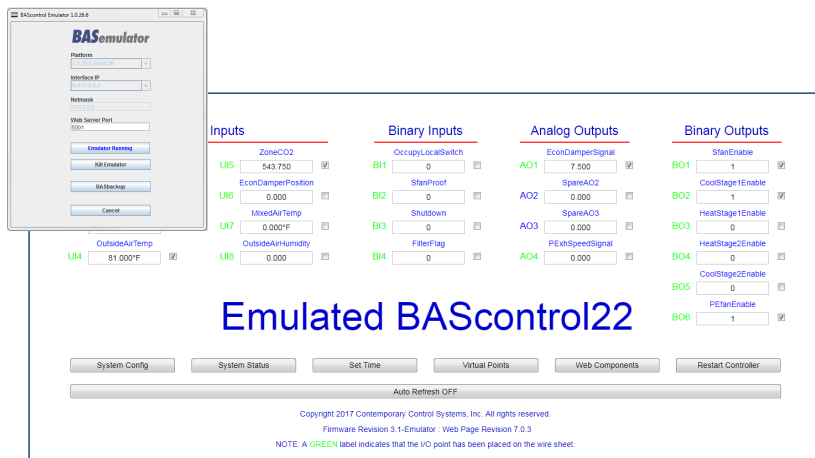 BAScontrol Emulator 1.0.26.6
BASemulator
Platform
Interface IP
Netmask
Web Server Port
5001
Emulator Running
Kill Emulator
BASbackup
Cancel
Inputs
Binary Inputs
Analog Outputs
Binary Outputs
ZoneCO2
OccupyLocalSwitch
EconDamperSignal
SfanEnable
UI5 543.750
BI1 0
AO1 7.500
BO1 1
EconDamperPosition
SfanProof
SpareAO2
CoolStage1Enable
UI6 0.000
BI2 0
AO2 0.000
BO2 1
MixedAirTemp
Shutdown
SpareAO3
HeatStage1Enable
UI7 0.000°F
BI3 0
AO3 0.000
BO3 0
OutsideAirTemp
OutsideAirHumidity
FilterFlag
PExhSpeedSignal
HeatStage2Enable
UI4 81.000°F
UI8 0.000
BI4 0
AO4 0.000
BO4 0
CoolStage2Enable
BO5 0
PEfanEnable
BO6 1
Emulated BAScontrol22
System Config
System Status
Set Time
Virtual Points
Web Components
Restart Controller
Auto Refresh OFF
Copyright 2017 Contemporary Control Systems, Inc. All rights reserved.
Firmware Revision 3.1-Emulator : Web Page Revision 7.0.3
NOTE: A GREEN label indicates that the I/O point has been placed on the wire sheet.